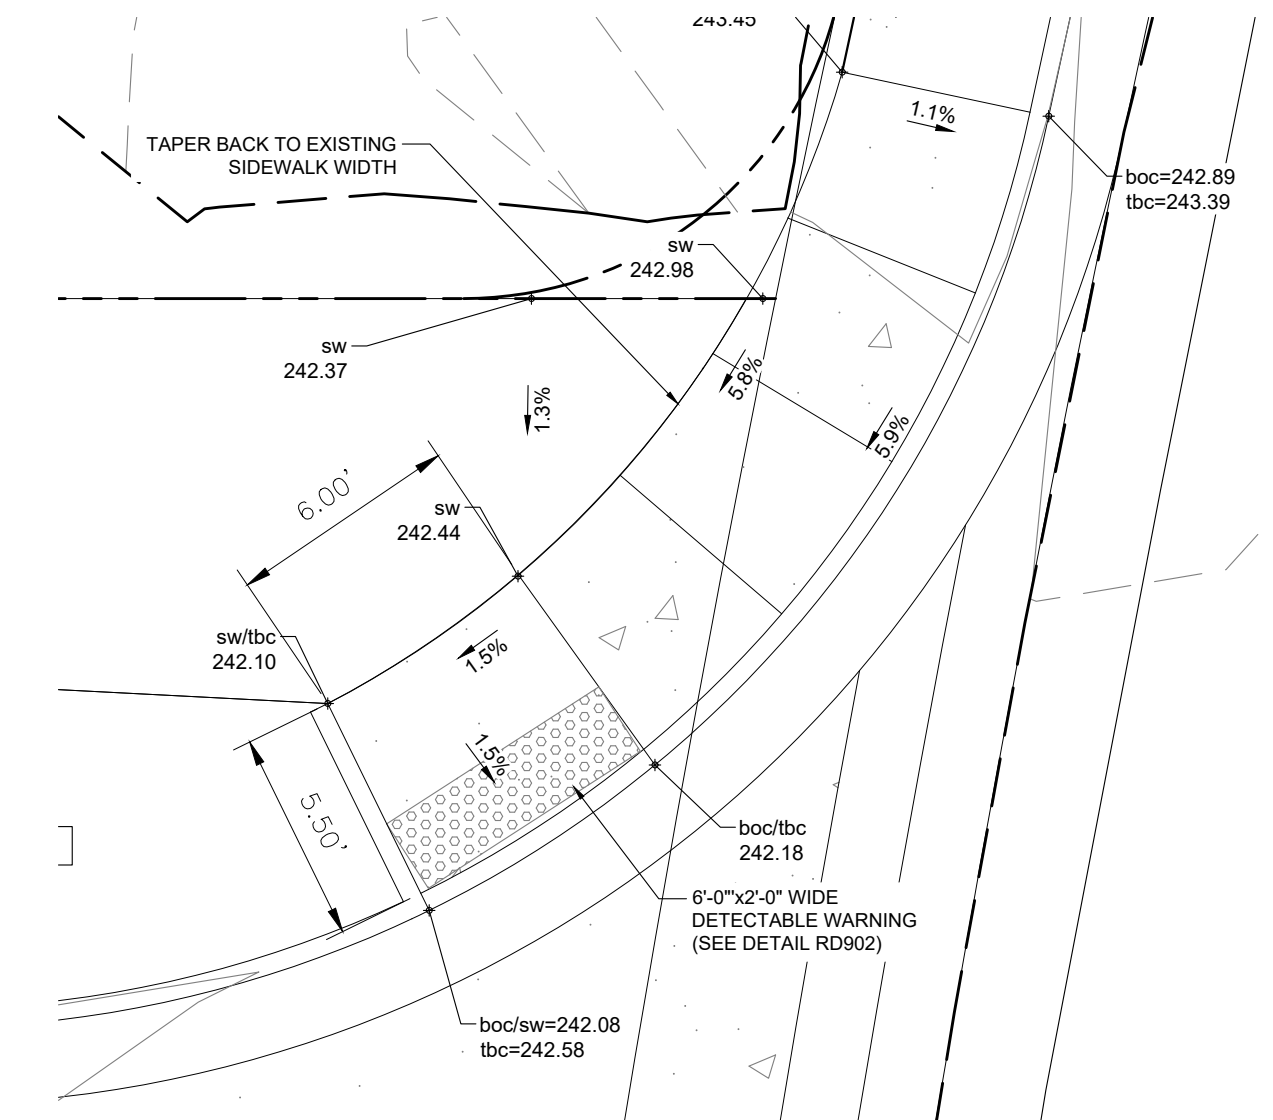 243.45
1.1%
TAPER BACK TO EXISTING
SIDEWALK WIDTH
boc=242.89
tbc=243.39
sw
242.98
sw
242.37
5.8%
1.3%
5.9%
6.00'
sw
242.44
sw/tbc
242.10
1.5%
1.5%
5.50'
boc/tbc
242.18
6'-0""x2'-0" WIDE
DETECTABLE WARNING
(SEE DETAIL RD902)
boc/sw=242.08
tbc=242.58